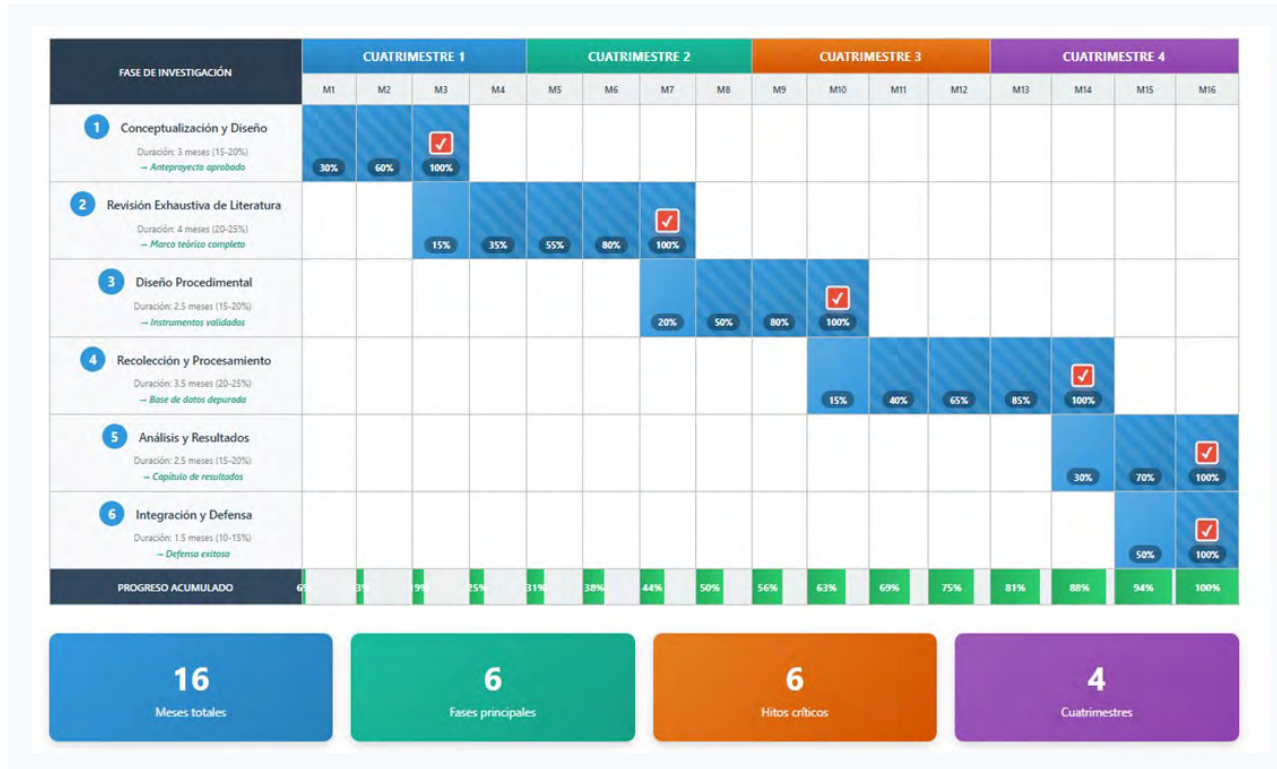 FASE DE INVESTIGACIÓN
CUATRIMESTRE 1 CUATRIMESTRE 2 CUATRIMESTRE 3 CUATRIMESTRE 4
M1 M2 M3 M4 M5 M6 M7 M8 M9 M10 M11 M12 M13 M14 M15 M16
1 Conceptualización y Diseño
Duración: 3 meses (15-20%)
→ Anteproyecto aprobado
30% 60% 100%
2 Revisión Exhaustiva de Literatura
Duración: 4 meses (20-25%)
→ Marco teórico completo
15% 35% 55% 80% 100%
3 Diseño Procedimental
Duración: 2.5 meses (15-20%)
→ Instrumentos validados
20% 50% 80% 100%
4 Recolección y Procesamiento
Duración: 3.5 meses (20-25%)
→ Base de datos depurada
15% 40% 65% 85% 100%
5 Análisis y Resultados
Duración: 2.5 meses (15-20%)
→ Capítulo de resultados
30% 70% 100%
6 Integración y Defensa
Duración: 1.5 meses (10-15%)
→ Defensa exitosa
50% 100%
PROGRESO ACUMULADO 25% 31% 38% 44% 50% 56% 63% 69% 75% 81% 88% 94% 100%
16 6 6 4
Meses totales Fases principales Hitos críticos Cuatrimestres